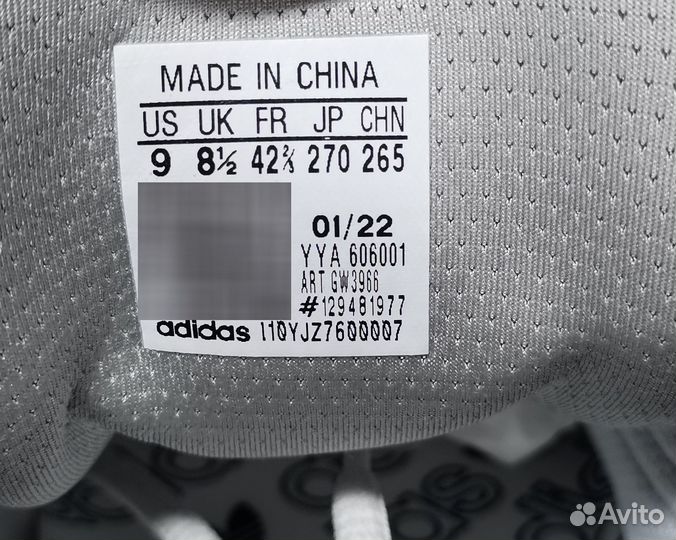 MADE IN CHINA
US UK FR JP CHN
9 8½ 42⅔ 270 265
01/22
YYA 606001
ART GW3966
#129481977
adidas I10YJZ7600007
Avito